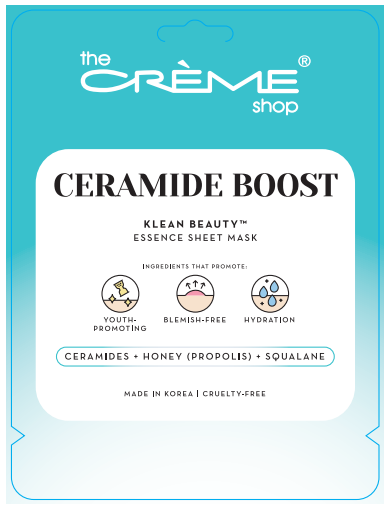 the
CRÈME®
shop
CERAMIDE BOOST
KLEAN BEAUTY™
ESSENCE SHEET MASK
INGREDIENTS THAT PROMOTE:
YOUTH-
PROMOTING
BLEMISH-FREE
HYDRATION
CERAMIDES + HONEY (PROPOLIS) + SQUALANE
MADE IN KOREA | CRUELTY-FREE